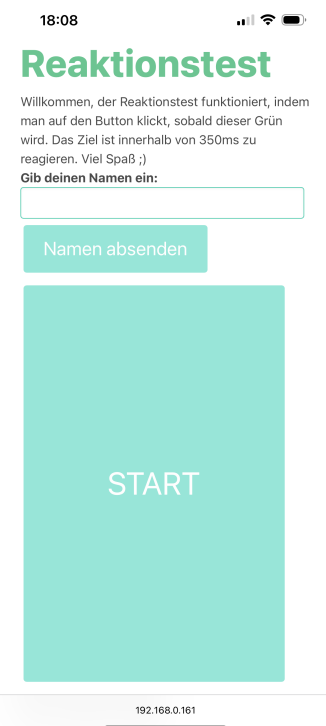 18:08
Reaktionstest
Willkommen, der Reaktionstest funktioniert, indem
man auf den Button klickt, sobald dieser Grün
wird. Das Ziel ist innerhalb von 350ms zu
reagieren. Viel Spaß ;)
Gib deinen Namen ein:
Namen absenden
START
192.168.0.161